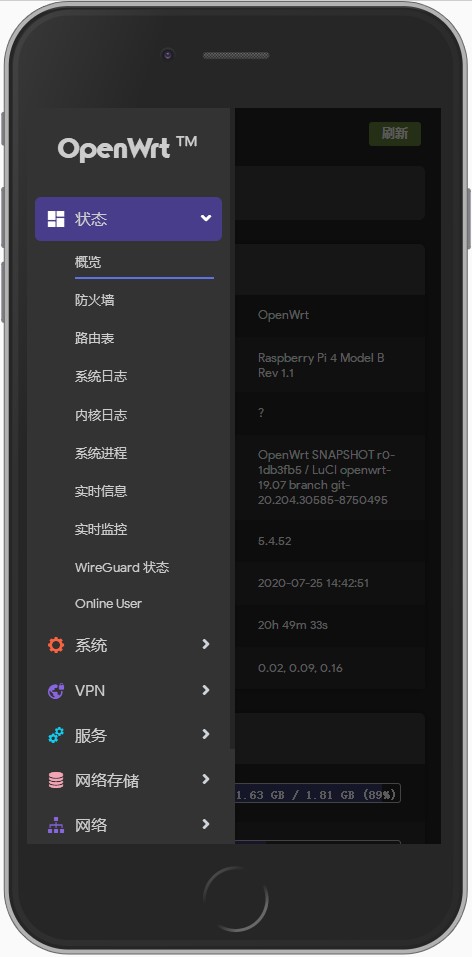 OpenWrt ™
刷新
状态
概览
防火墙
路由表
系统日志
内核日志
系统进程
实时信息
实时监控
WireGuard 状态
Online User
系统
VPN
服务
网络存储
网络
OpenWrt
Raspberry Pi 4 Model B
Rev 1.1
?
OpenWrt SNAPSHOT r0-
1db3fb5 / LuCI openwrt-
19.07 branch git-
20.204.30585-8750495
5.4.52
2020-07-25 14:42:51
20h 49m 33s
0.02, 0.09, 0.16
1.63 GB / 1.81 GB (89%)